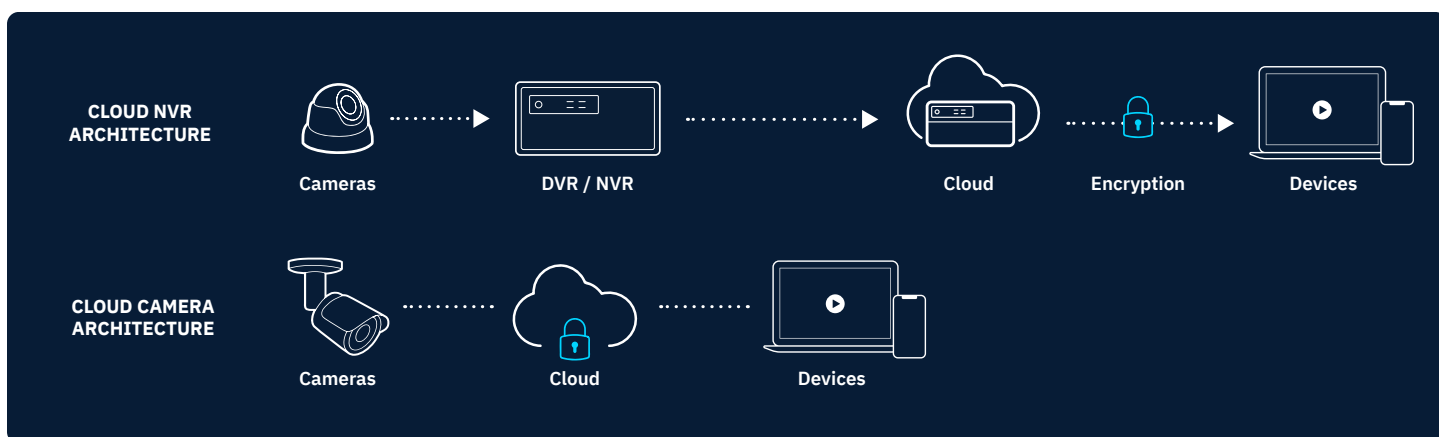 CLOUD NVR
ARCHITECTURE
Cameras
DVR / NVR
Cloud
Encryption
Devices
CLOUD CAMERA
ARCHITECTURE
Cameras
Cloud
Devices